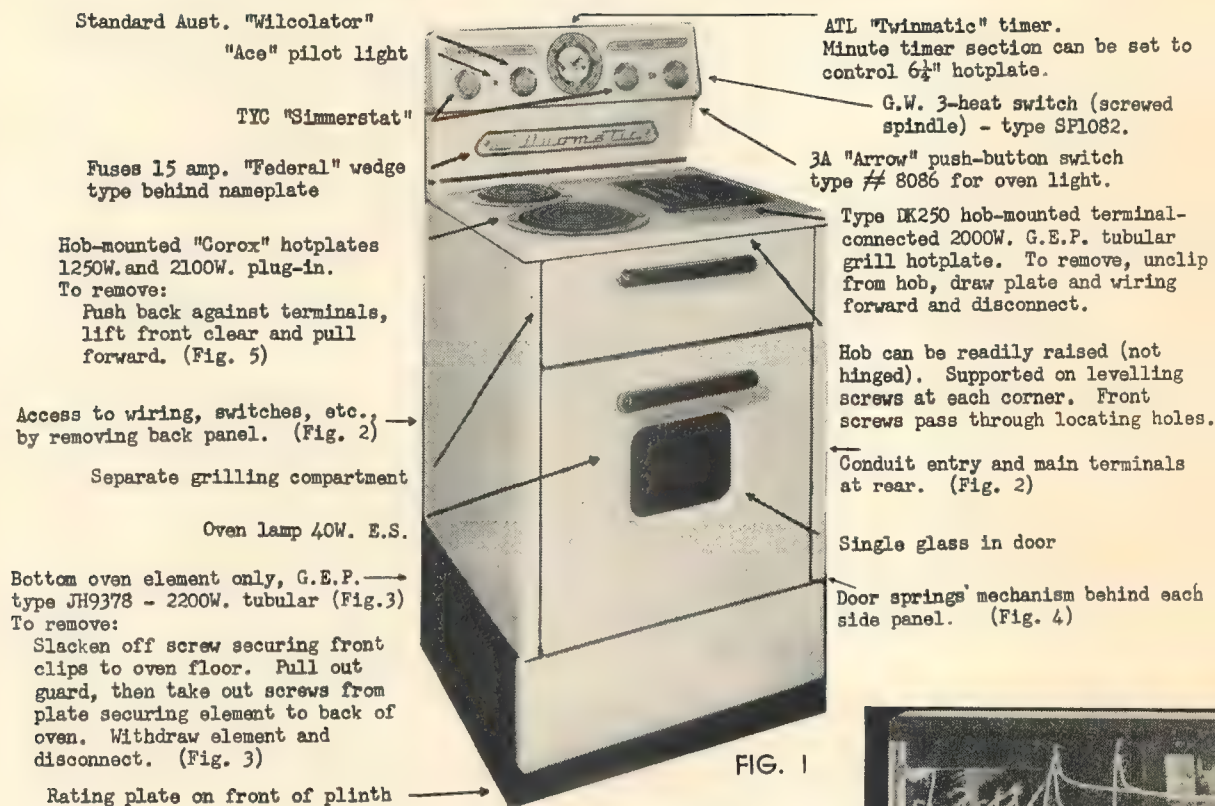 Standard Aust. "Wilcolator"
"Ace" pilot light
TYC "Simmerstat"
Fuses 15 amp. "Federal" wedge
type behind nameplate
Hob-mounted "Corox" hotplates
1250W. and 2100W. plug-in.
To remove:
Push back against terminals,
lift front clear and pull
forward. (Fig. 5)
Access to wiring, switches, etc.,
by removing back panel. (Fig. 2)
Separate grilling compartment
Oven lamp 40W. E.S.
Bottom oven element only, G.E.P.
type JH9378 - 2200W. tubular (Fig.3)
To remove:
Slacken off screw securing front
clips to oven floor. Pull out
guard, then take out screws from
plate securing element to back of
oven. Withdraw element and
disconnect. (Fig. 3)
Rating plate on front of plinth
Duomatic
ATL "Twinmatic" timer.
Minute timer section can be set to
control 6¼" hotplate.
G.W. 3-heat switch (screwed
spindle) - type SP1082.
3A "Arrow" push-button switch
type # 8086 for oven light.
Type DK250 hob-mounted terminal-
connected 2000W. G.E.P. tubular
grill hotplate. To remove, unclip
from hob, draw plate and wiring
forward and disconnect.
Hob can be readily raised (not
hinged). Supported on levelling
screws at each corner. Front
screws pass through locating holes.
Conduit entry and main terminals
at rear. (Fig. 2)
Single glass in door
Door springs' mechanism behind each
side panel. (Fig. 4)
FIG. 1